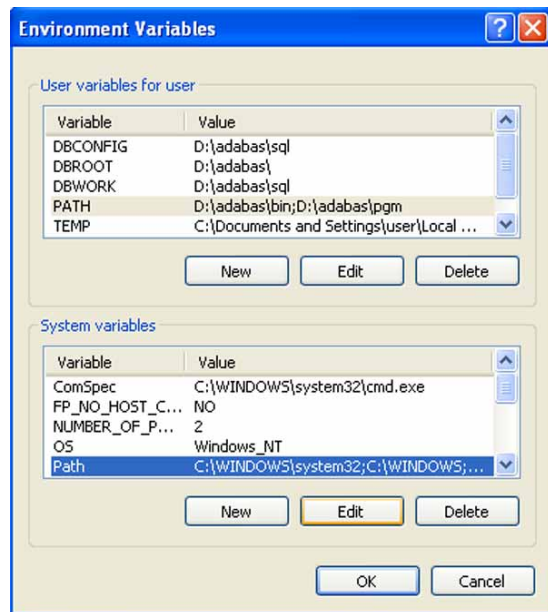 Environment Variables
User variables for user
Variable Value
DBCONFIG D:\adabas\sql
DBROOT D:\adabas\
DBWORK D:\adabas\sql
PATH D:\adabas\bin;D:\adabas\pgm
TEMP C:\Documents and Settings\user\Local ...
New Edit Delete
System variables
Variable Value
ComSpec C:\WINDOWS\system32\cmd.exe
FP_NO_HOST_C... NO
NUMBER_OF_P... 2
OS Windows_NT
Path C:\WINDOWS\system32;C:\WINDOWS;...
New Edit Delete
OK Cancel